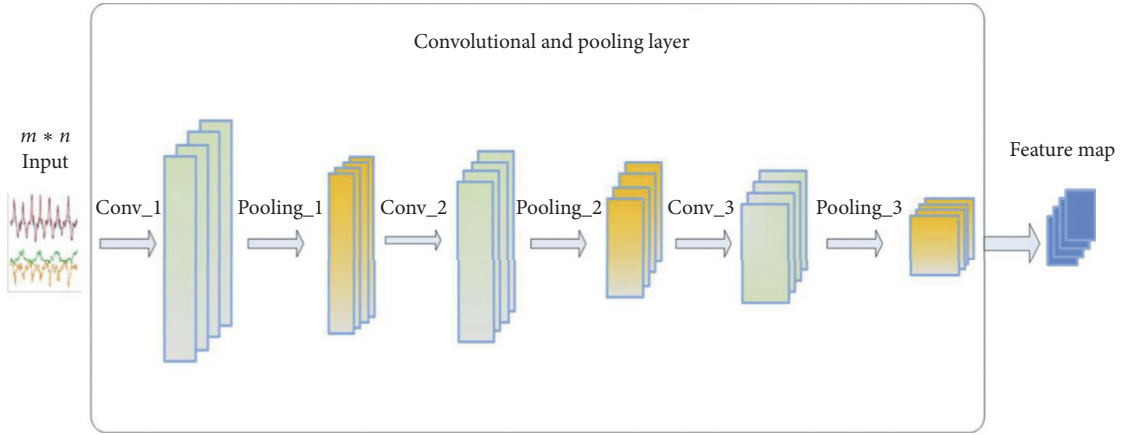 Convolutional and pooling layer
m * n
Input
Feature map
Conv_1
Pooling_1
Conv_2
Pooling_2
Conv_3
Pooling_3